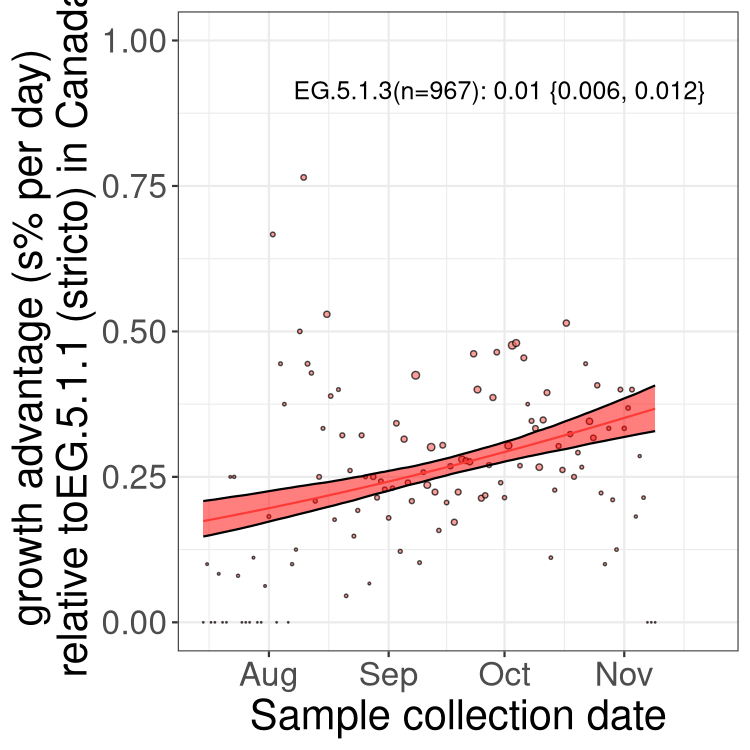 growth advantage (s% per day)
relative toEG.5.1.1 (stricto) in Canada
1.00
0.75
0.50
0.25
0.00
EG.5.1.3(n=967): 0.01 {0.006, 0.012}
Aug Sep Oct Nov
Sample collection date